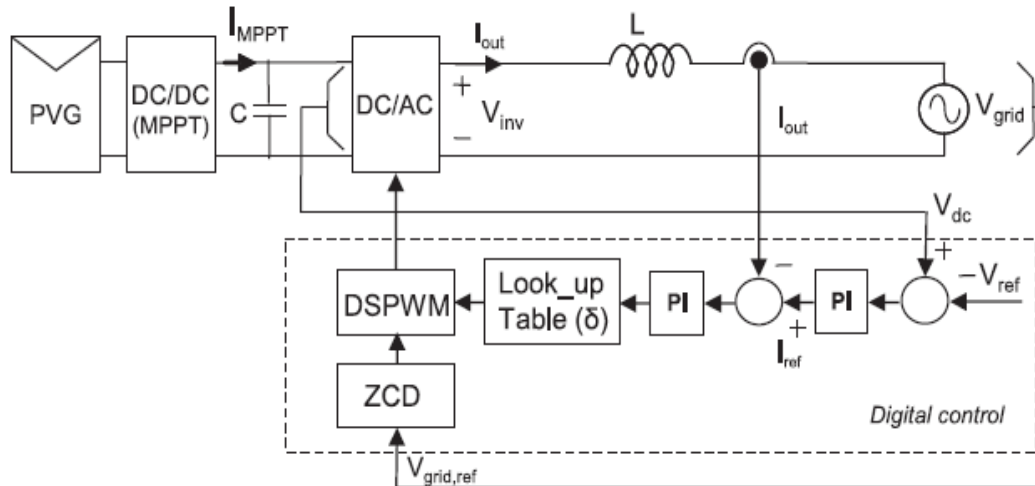 I_MPPT
I_out
L
PVG
DC/DC
(MPPT)
C
DC/AC
+
V_inv
−
I_out
V_grid
V_dc
+
− V_ref
−
DSPWM
Look_up
Table (δ)
PI
PI
+
I_ref
ZCD
Digital control
V_grid,ref